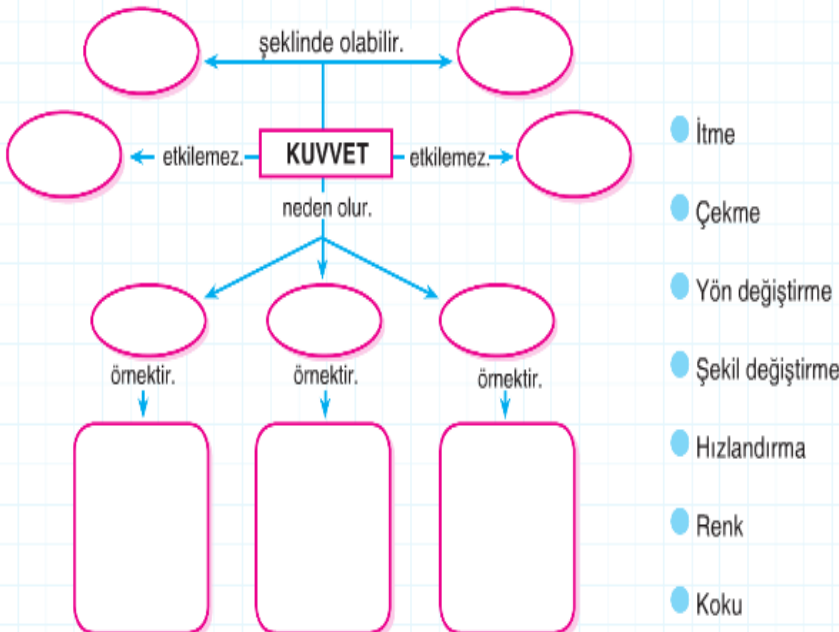 şeklinde olabilir.
etkilemez.
KUVVET
etkilemez.
neden olur.
örnektir.
örnektir.
örnektir.
İtme
Çekme
Yön değiştirme
Şekil değiştirme
Hızlandırma
Renk
Koku